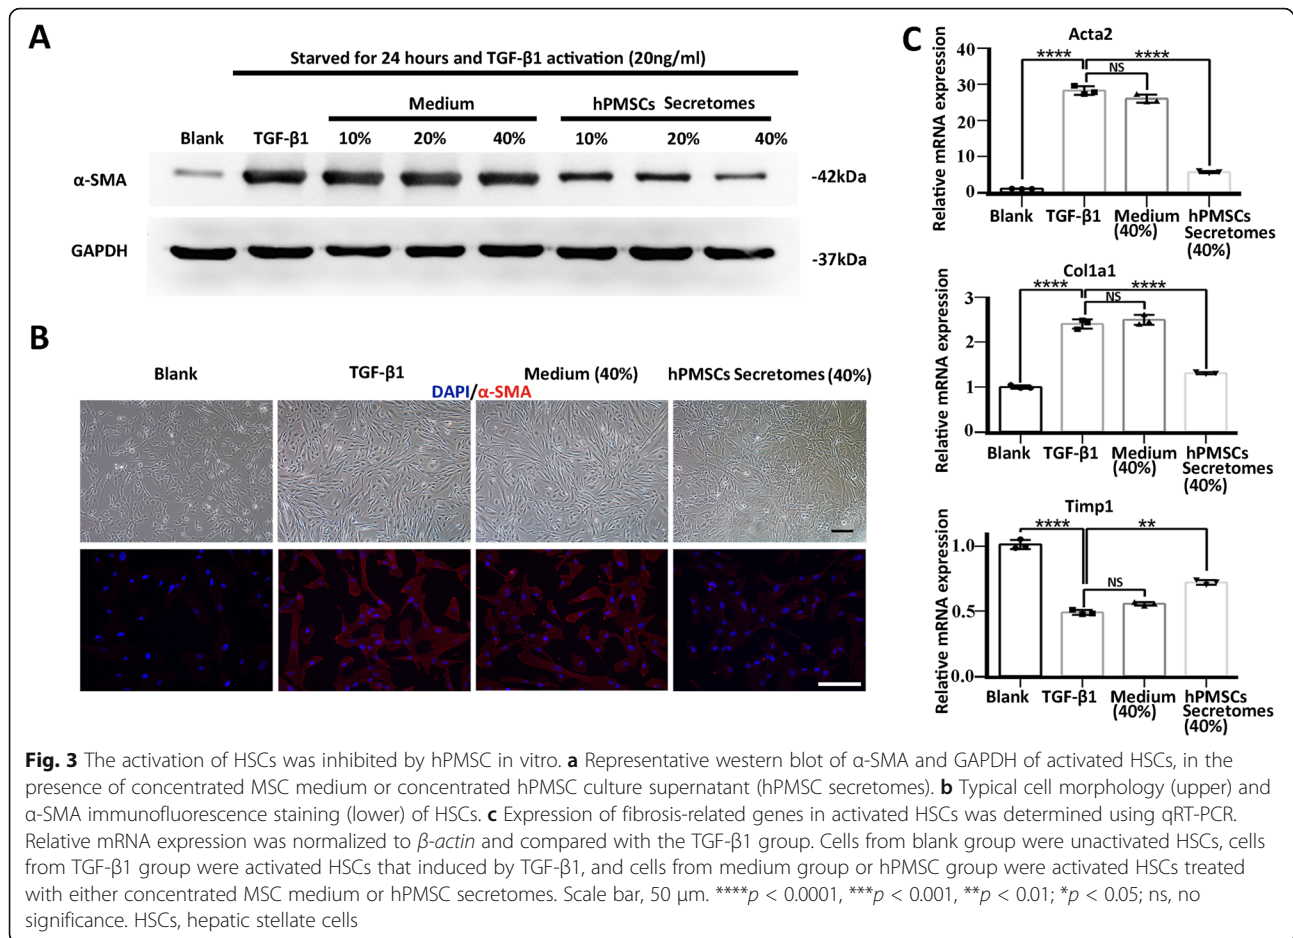 A
Starved for 24 hours and TGF-β1 activation (20ng/ml)
Medium
hPMSCs Secretomes
Blank TGF-β1 10% 20% 40% 10% 20% 40%
α-SMA
-42kDa
GAPDH
-37kDa
B
Blank TGF-β1 Medium (40%) hPMSCs Secretomes (40%)
DAPI/α-SMA
C
Acta2
Relative mRNA expression
40
30
20
10
0
**** ****
NS
Blank TGF-β1 Medium (40%) hPMSCs Secretomes (40%)
Col1a1
Relative mRNA expression
3
2
1
0
**** ****
NS
Blank TGF-β1 Medium (40%) hPMSCs Secretomes (40%)
Timp1
Relative mRNA expression
1.0
0.5
0.0
**** **
NS
Blank TGF-β1 Medium (40%) hPMSCs Secretomes (40%)
Fig. 3 The activation of HSCs was inhibited by hPMSC in vitro. a Representative western blot of α-SMA and GAPDH of activated HSCs, in the
presence of concentrated MSC medium or concentrated hPMSC culture supernatant (hPMSC secretomes). b Typical cell morphology (upper) and
α-SMA immunofluorescence staining (lower) of HSCs. c Expression of fibrosis-related genes in activated HSCs was determined using qRT-PCR.
Relative mRNA expression was normalized to β-actin and compared with the TGF-β1 group. Cells from blank group were unactivated HSCs, cells
from TGF-β1 group were activated HSCs that induced by TGF-β1, and cells from medium group or hPMSC group were activated HSCs treated
with either concentrated MSC medium or hPMSC secretomes. Scale bar, 50 μm. ****p < 0.0001, ***p < 0.001, **p < 0.01; *p < 0.05; ns, no
significance. HSCs, hepatic stellate cells